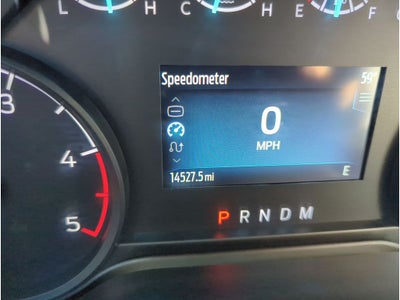 L H C H E F C
Speedometer 59°
0
MPH
14527.5 mi E
P R N D M
3
4
5